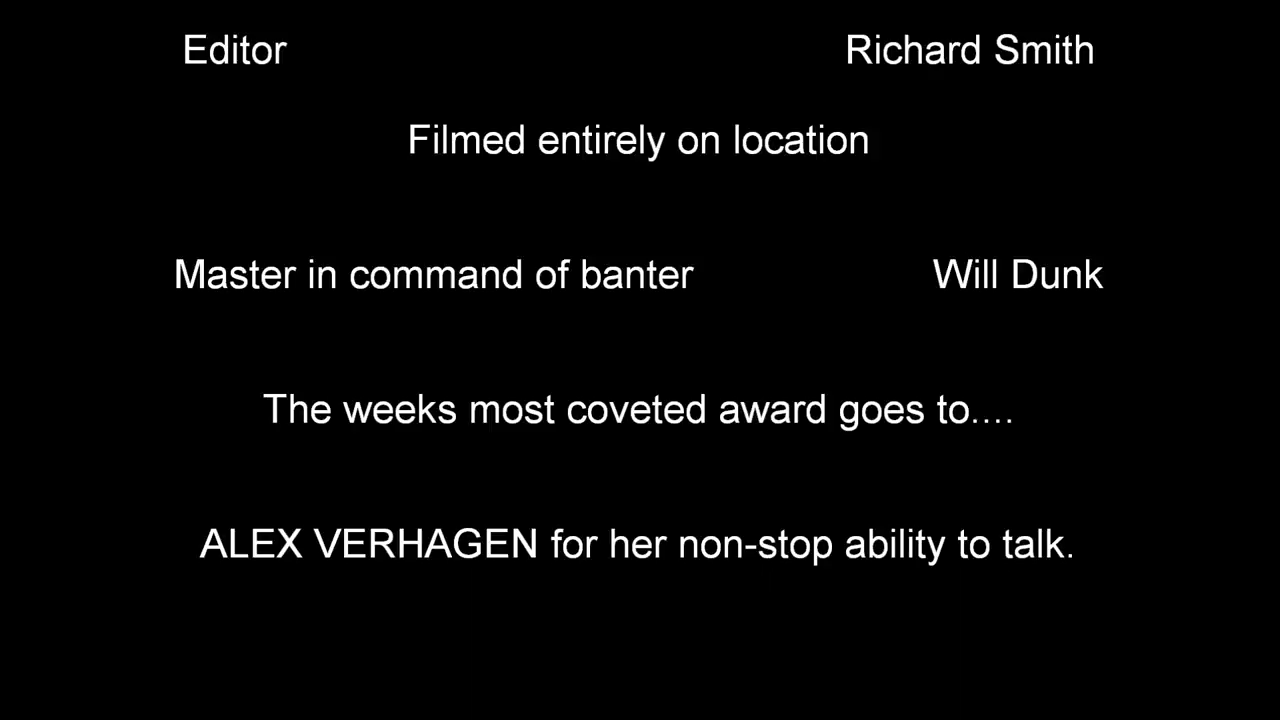 Editor Richard Smith
Filmed entirely on location
Master in command of banter Will Dunk
The weeks most coveted award goes to....
ALEX VERHAGEN for her non-stop ability to talk.